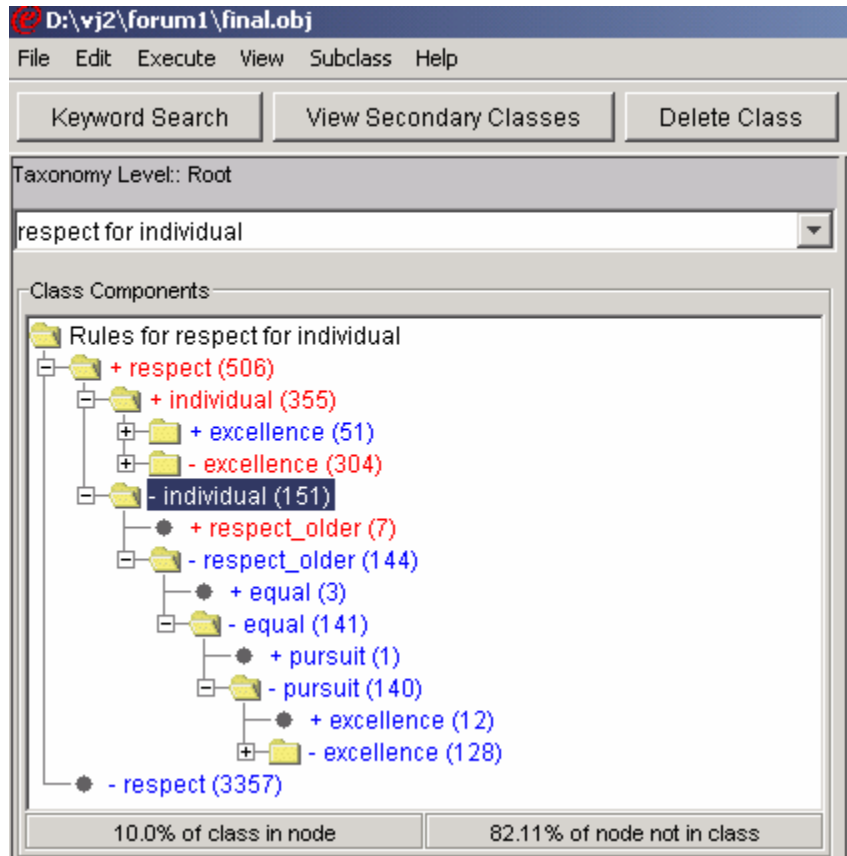 D:\vj2\forum1\final.obj
File Edit Execute View Subclass Help
Keyword Search View Secondary Classes Delete Class
Taxonomy Level:: Root
respect for individual
Class Components
Rules for respect for individual
+ respect (506)
+ individual (355)
+ excellence (51)
- excellence (304)
- individual (151)
+ respect_older (7)
- respect_older (144)
+ equal (3)
- equal (141)
+ pursuit (1)
- pursuit (140)
+ excellence (12)
- excellence (128)
- respect (3357)
10.0% of class in node 82.11% of node not in class